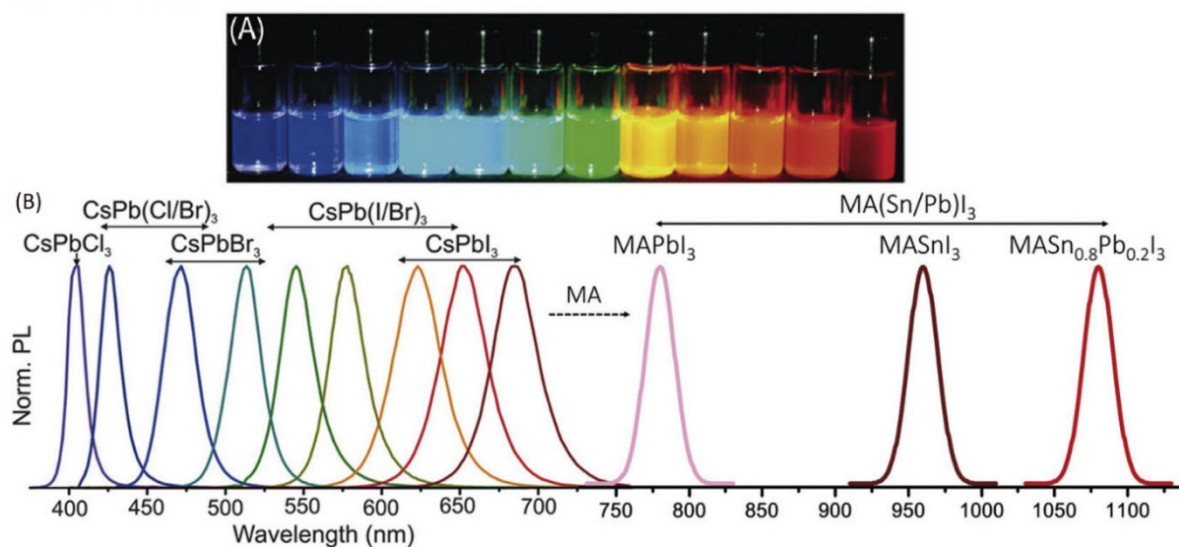 (A)
(B)
CsPb(Cl/Br)₃
CsPb(I/Br)₃
MA(Sn/Pb)I₃
CsPbCl₃
CsPbBr₃
CsPbI₃
MAPbI₃
MASnI₃
MASn₀.₈Pb₀.₂I₃
MA
Norm. PL
400 450 500 550 600 650 700 750 800 850 900 950 1000 1050 1100
Wavelength (nm)